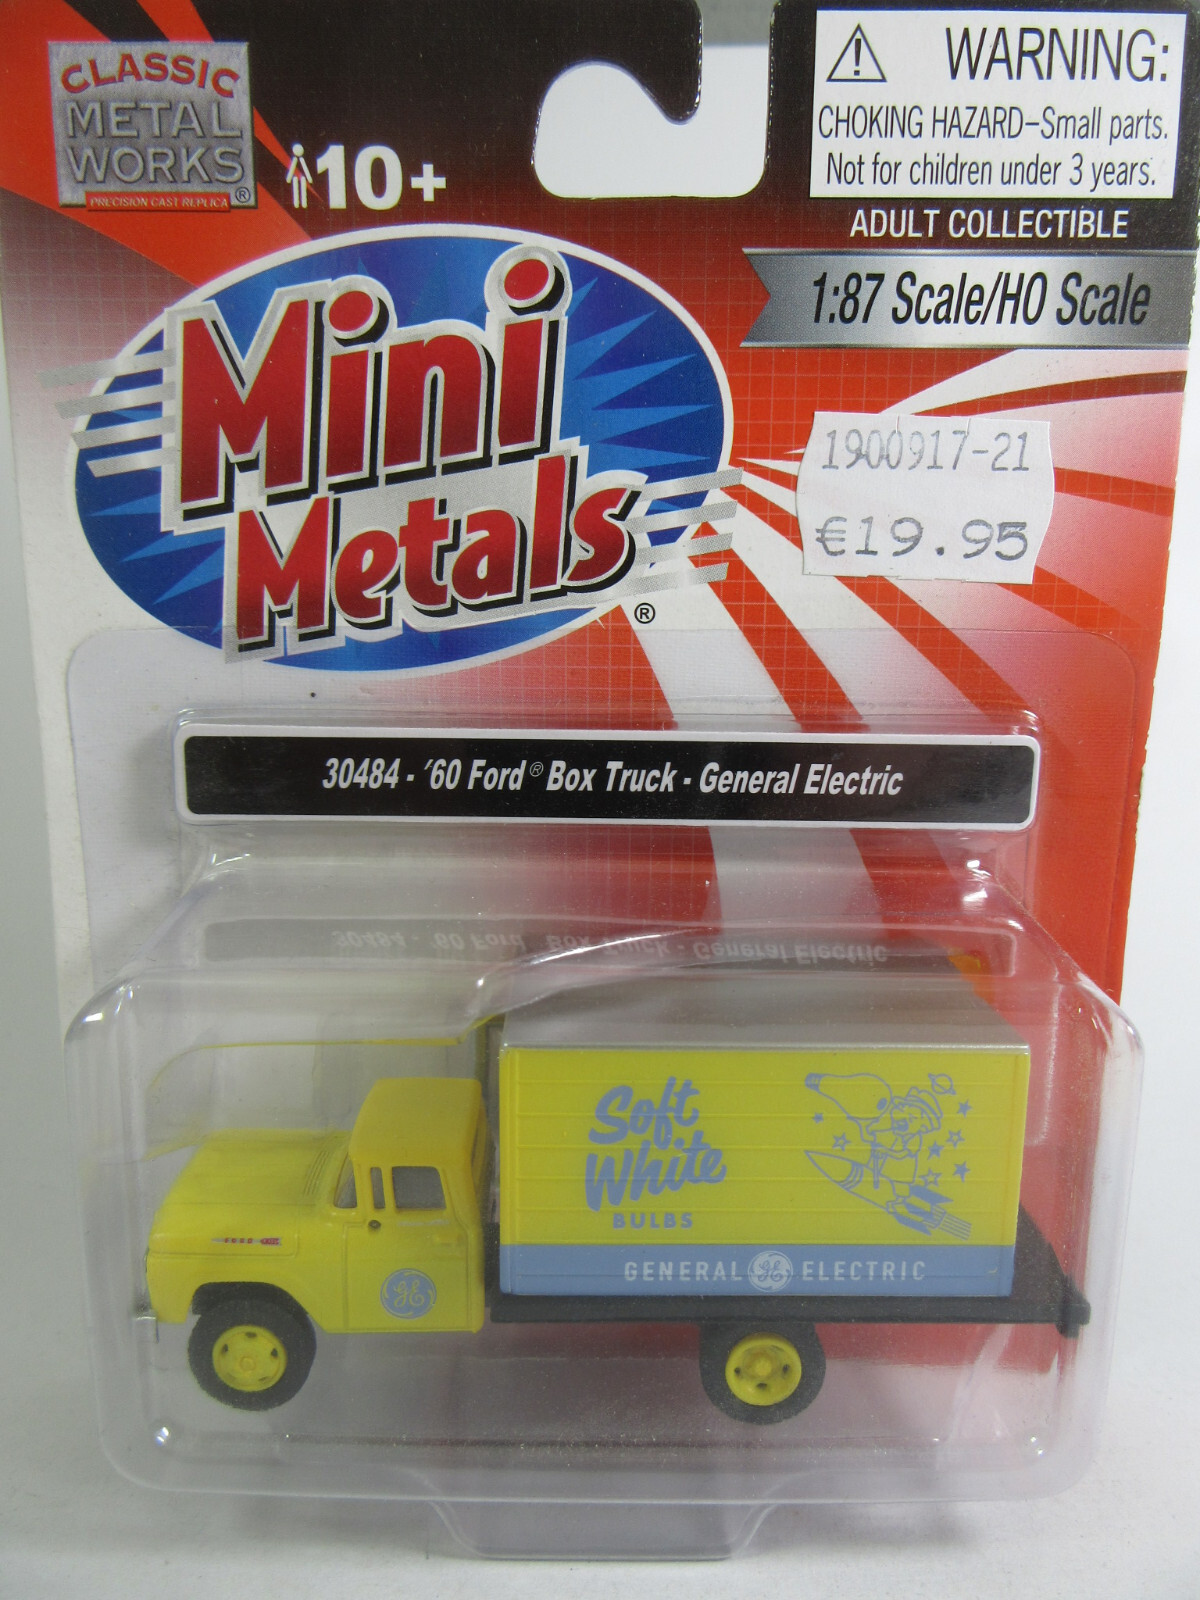 CLASSIC
METAL
WORKS®
PRECISION CAST REPLICA
10+
WARNING:
CHOKING HAZARD–Small parts.
Not for children under 3 years.
ADULT COLLECTIBLE
1:87 Scale/HO Scale
Mini
Metals®
1900917-21
€19.95
30484 - '60 Ford® Box Truck - General Electric
Soft
White
BULBS
GENERAL GE ELECTRIC
GE